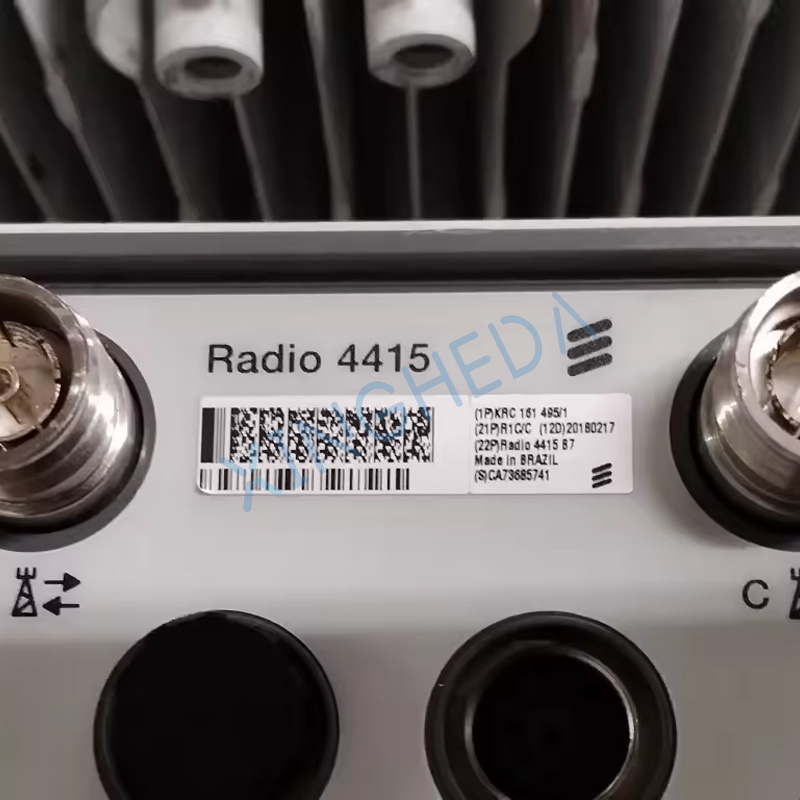 Radio 4415
XINGHEDA
(1P)KRC 161 495/1
(21P)R1C/C (12D)20180217
(22P)Radio 4415 B7
Made in BRAZIL
(S)CA73685741
C